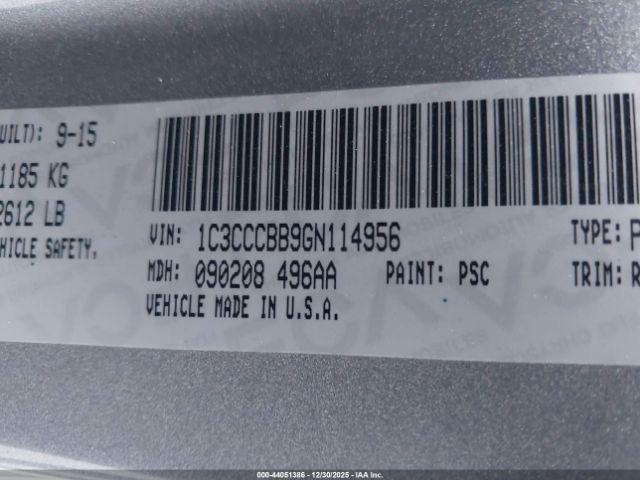 UILT): 9-15
1185 KG
2612 LB
EHICLE SAFETY.
VIN: 1C3CCCBB9GN114956
TYPE: P
MDH: 090208 496AA
PAINT: PSC
TRIM: R
VEHICLE MADE IN U.S.A.
000-44051386 - 12/30/2025 - IAA Inc.